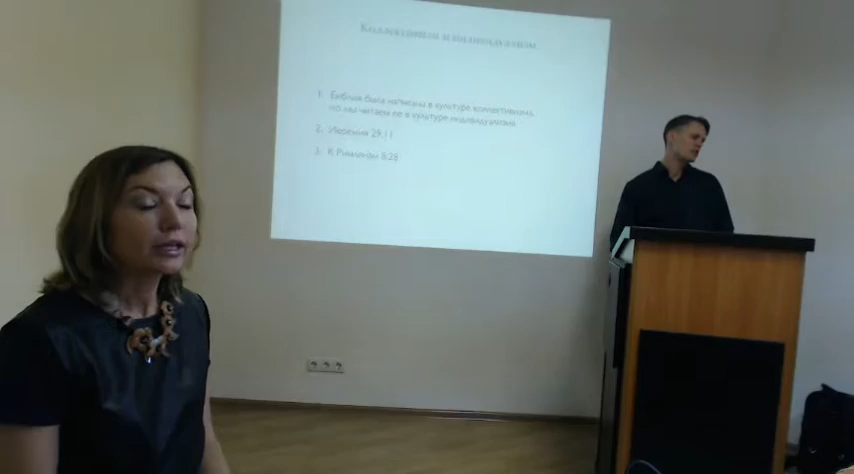 Коллективизм и индивидуализм
1. Библия была написана в культуре коллективизма,
но мы читаем ее в культуре индивидуализма
2. Иеремия 29:11
3. К Римлянам 8:28